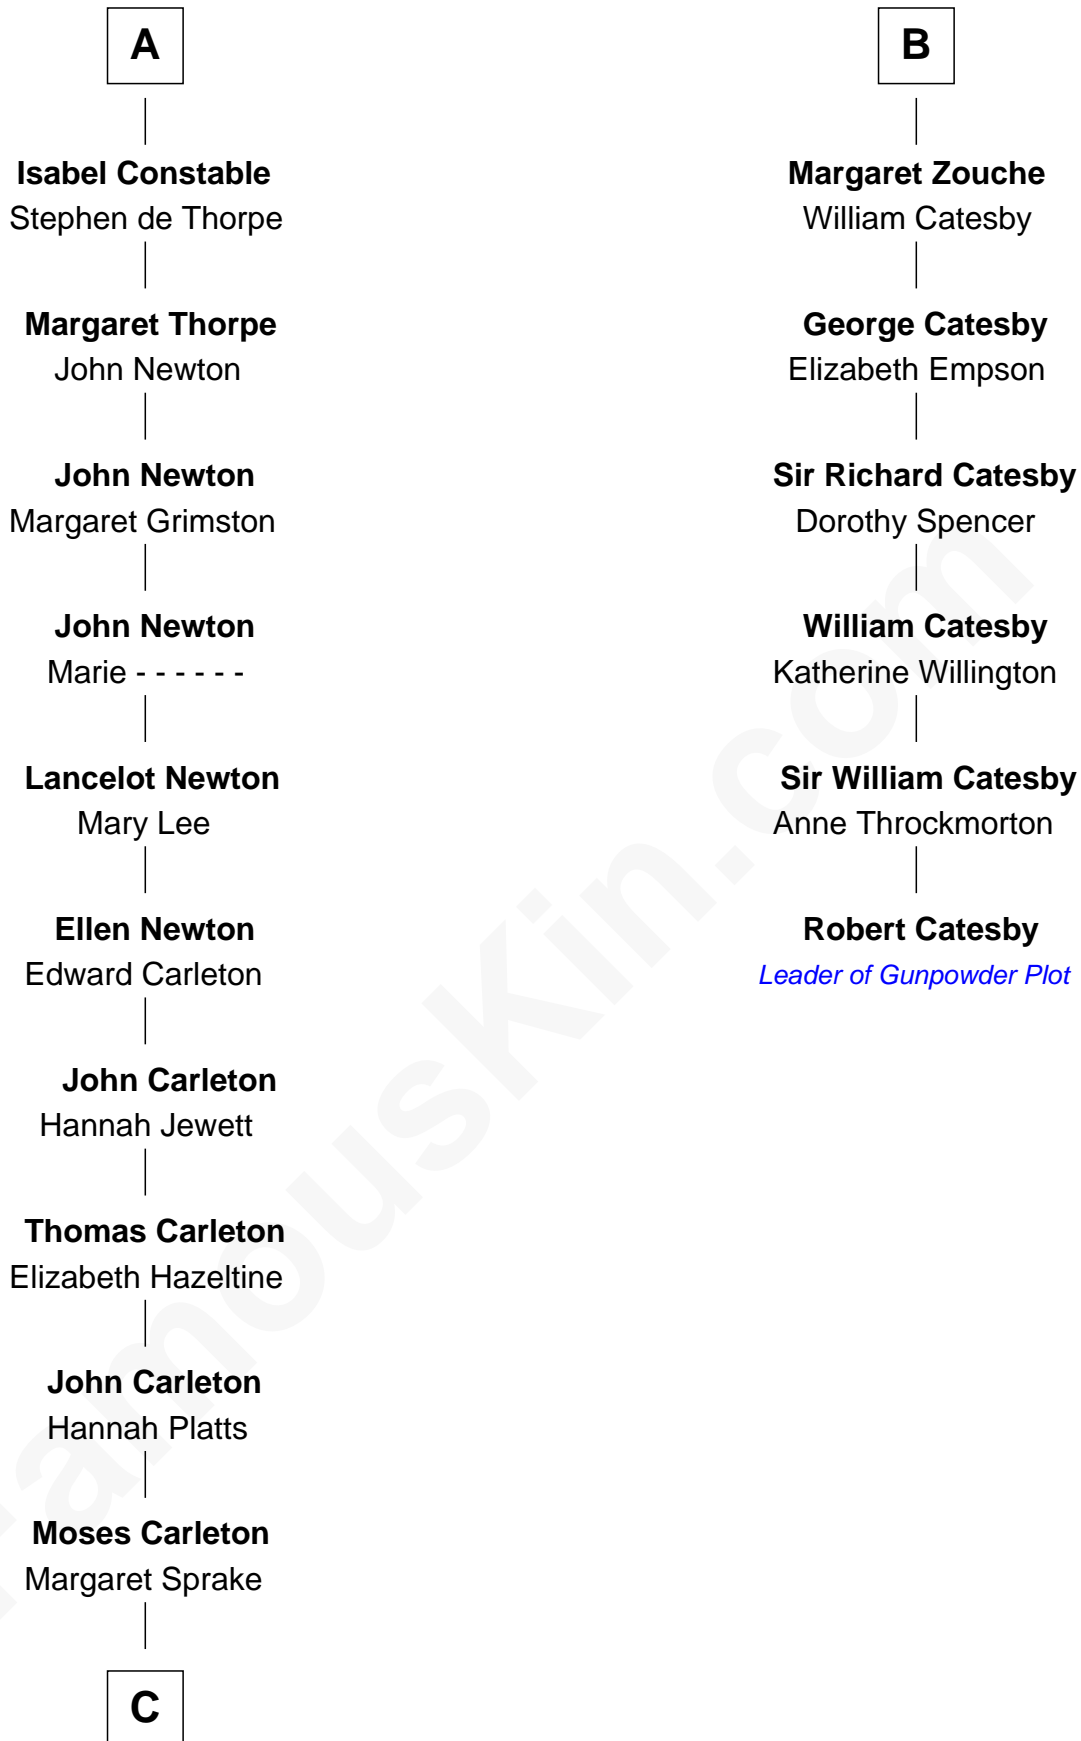 A
Isabel Constable
Stephen de Thorpe
Margaret Thorpe
John Newton
John Newton
Margaret Grimston
John Newton
Marie - - - - - -
Lancelot Newton
Mary Lee
Ellen Newton
Edward Carleton
John Carleton
Hannah Jewett
Thomas Carleton
Elizabeth Hazeltine
John Carleton
Hannah Platts
Moses Carleton
Margaret Sprake
C
B
Margaret Zouche
William Catesby
George Catesby
Elizabeth Empson
Sir Richard Catesby
Dorothy Spencer
William Catesby
Katherine Willington
Sir William Catesby
Anne Throckmorton
Robert Catesby
Leader of Gunpowder Plot
FamousKin.com